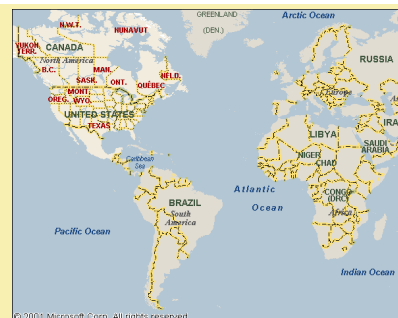 GREENLAND
(DEN.)
Arctic Ocean
N.W.T.
NUNAVUT
YUKON
TERR.
CANADA
North America
RUSSIA
B.C.
MAN.
NFLD.
SASK.
ONT.
QUÉBEC
MONT.
OREG.
WYO.
Europe
UNITED STATES
TEXAS
IRA
LIBYA
SAUDI
ARABIA
NIGER
CHAD
Caribbean
Sea
Atlantic
Ocean
CONGO
(DRC)
BRAZIL
South
America
Africa
Pacific Ocean
Indian Ocean
© 2001 Microsoft Corp. All rights reserved